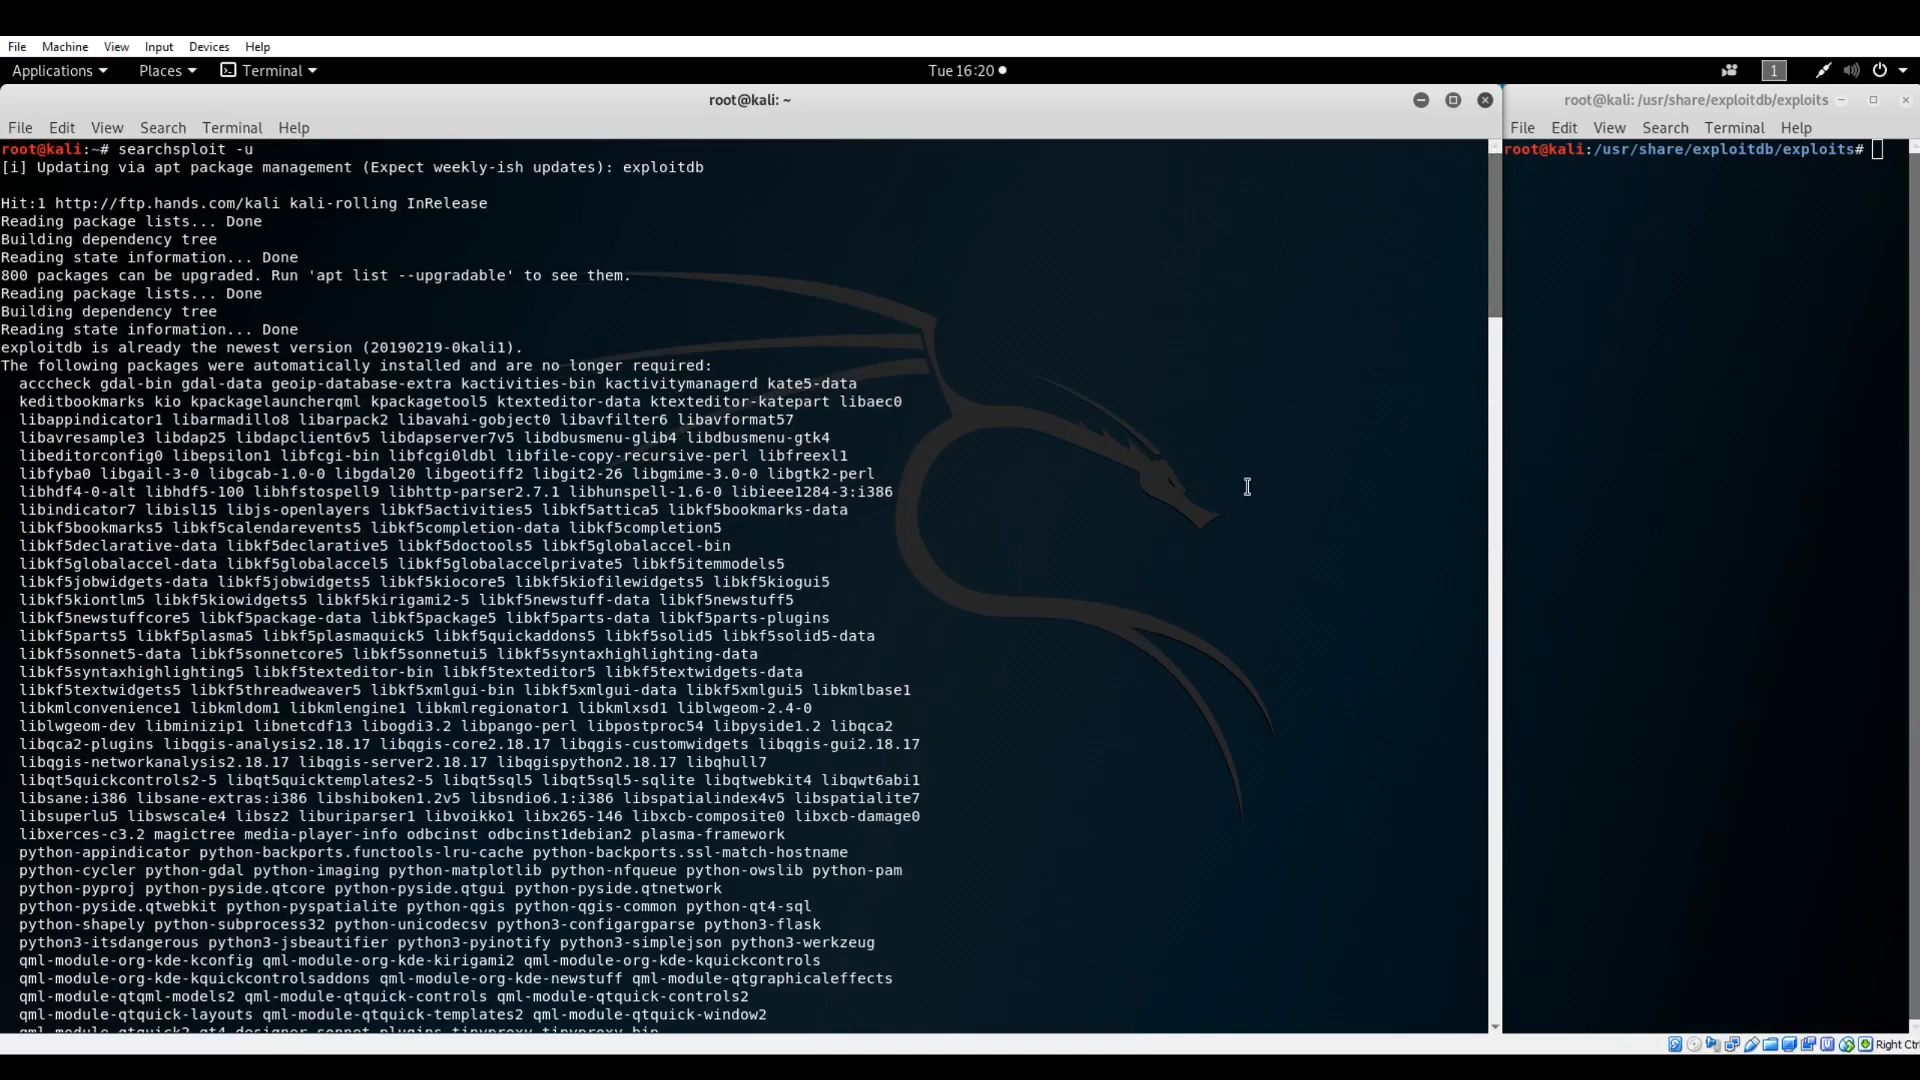 File Machine View Input Devices Help
Applications Places Terminal Tue 16:20 1
root@kali: ~
File Edit View Search Terminal Help
root@kali:~# searchsploit -u
[i] Updating via apt package management (Expect weekly-ish updates): exploitdb
Hit:1 http://ftp.hands.com/kali kali-rolling InRelease
Reading package lists... Done
Building dependency tree
Reading state information... Done
800 packages can be upgraded. Run 'apt list --upgradable' to see them.
Reading package lists... Done
Building dependency tree
Reading state information... Done
exploitdb is already the newest version (20190219-0kali1).
The following packages were automatically installed and are no longer required:
acccheck gdal-bin gdal-data geoip-database-extra kactivities-bin kactivitymanagerd kate5-data
keditbookmarks kio kpackagelauncherqml kpackagetool5 ktexteditor-data ktexteditor-katepart libaec0
libappindicator1 libarmadillo8 libarpack2 libavahi-gobject0 libavfilter6 libavformat57
libavresample3 libdap25 libdapclient6v5 libdapserver7v5 libdbusmenu-glib4 libdbusmenu-gtk4
libeditorconfig0 libepsilon1 libfcgi-bin libfcgi0ldbl libfile-copy-recursive-perl libfreexl1
libfyba0 libgail-3-0 libgcab-1.0-0 libgdal20 libgeotiff2 libgit2-26 libgmime-3.0-0 libgtk2-perl
libhdf4-0-alt libhdf5-100 libhfstospell9 libhttp-parser2.7.1 libhunspell-1.6-0 libieee1284-3:i386
libindicator7 libisl15 libjs-openlayers libkf5activities5 libkf5attica5 libkf5bookmarks-data
libkf5bookmarks5 libkf5calendarevents5 libkf5completion-data libkf5completion5
libkf5declarative-data libkf5declarative5 libkf5doctools5 libkf5globalaccel-bin
libkf5globalaccel-data libkf5globalaccel5 libkf5globalaccelprivate5 libkf5itemmodels5
libkf5jobwidgets-data libkf5jobwidgets5 libkf5kiocore5 libkf5kiofilewidgets5 libkf5kiogui5
libkf5kiontlm5 libkf5kiowidgets5 libkf5kirigami2-5 libkf5newstuff-data libkf5newstuff5
libkf5newstuffcore5 libkf5package-data libkf5package5 libkf5parts-data libkf5parts-plugins
libkf5parts5 libkf5plasma5 libkf5plasmaquick5 libkf5quickaddons5 libkf5solid5 libkf5solid5-data
libkf5sonnet5-data libkf5sonnetcore5 libkf5sonnetui5 libkf5syntaxhighlighting-data
libkf5syntaxhighlighting5 libkf5texteditor-bin libkf5texteditor5 libkf5textwidgets-data
libkf5textwidgets5 libkf5threadweaver5 libkf5xmlgui-bin libkf5xmlgui-data libkf5xmlgui5 libkmlbase1
libkmlconvenience1 libkmldom1 libkmlengine1 libkmlregionator1 libkmlxsd1 liblwgeom-2.4-0
liblwgeom-dev libminizip1 libnetcdf13 libogdi3.2 libpango-perl libpostproc54 libpyside1.2 libqca2
libqca2-plugins libqgis-analysis2.18.17 libqgis-core2.18.17 libqgis-customwidgets libqgis-gui2.18.17
libqgis-networkanalysis2.18.17 libqgis-server2.18.17 libqgispython2.18.17 libqhull7
libqt5quickcontrols2-5 libqt5quicktemplates2-5 libqt5sql5 libqt5sql5-sqlite libqtwebkit4 libqwt6abi1
libsane:i386 libsane-extras:i386 libshiboken1.2v5 libsndio6.1:i386 libspatialindex4v5 libspatialite7
libsuperlu5 libswscale4 libsz2 liburiparser1 libvoikko1 libx265-146 libxcb-composite0 libxcb-damage0
libxerces-c3.2 magictree media-player-info odbcinst odbcinst1debian2 plasma-framework
python-appindicator python-backports.functools-lru-cache python-backports.ssl-match-hostname
python-cycler python-gdal python-imaging python-matplotlib python-nfqueue python-owslib python-pam
python-pyproj python-pyside.qtcore python-pyside.qtgui python-pyside.qtnetwork
python-pyside.qtwebkit python-pyspatialite python-qgis python-qgis-common python-qt4-sql
python-shapely python-subprocess32 python-unicodecsv python3-configargparse python3-flask
python3-itsdangerous python3-jsbeautifier python3-pyinotify python3-simplejson python3-werkzeug
qml-module-org-kde-kconfig qml-module-org-kde-kirigami2 qml-module-org-kde-kquickcontrols
qml-module-org-kde-kquickcontrolsaddons qml-module-org-kde-newstuff qml-module-qtgraphicaleffects
qml-module-qtqml-models2 qml-module-qtquick-controls qml-module-qtquick-controls2
qml-module-qtquick-layouts qml-module-qtquick-templates2 qml-module-qtquick-window2
qml-module-qtquick2 qt4-designer sonnet-plugins tinyproxy tinyproxy-bin
root@kali: /usr/share/exploitdb/exploits
File Edit View Search Terminal Help
root@kali:/usr/share/exploitdb/exploits#
Right Ctr